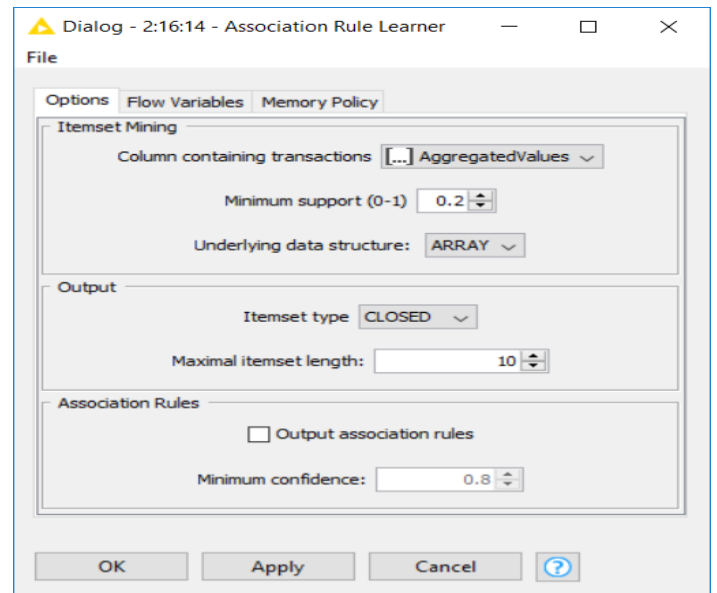 Dialog - 2:16:14 - Association Rule Learner
File
Options Flow Variables Memory Policy
Itemset Mining
Column containing transactions [...] AggregatedValues
Minimum support (0-1) 0.2
Underlying data structure: ARRAY
Output
Itemset type CLOSED
Maximal itemset length: 10
Association Rules
Output association rules
Minimum confidence: 0.8
OK Apply Cancel ?